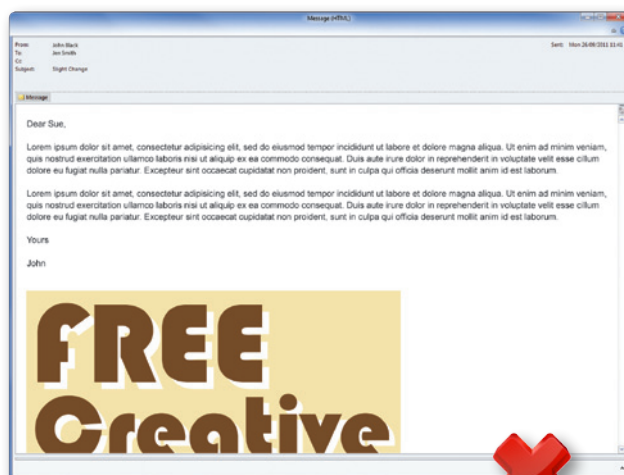 Message (HTML)
From: John Black Sent: Mon 26/09/2011 11:41
To: Jen Smith
Cc:
Subject: Slight Change
Message
Dear Sue,
Lorem ipsum dolor sit amet, consectetur adipisicing elit, sed do eiusmod tempor incididunt ut labore et dolore magna aliqua. Ut enim ad minim veniam,
quis nostrud exercitation ullamco laboris nisi ut aliquip ex ea commodo consequat. Duis aute irure dolor in reprehenderit in voluptate velit esse cillum
dolore eu fugiat nulla pariatur. Excepteur sint occaecat cupidatat non proident, sunt in culpa qui officia deserunt mollit anim id est laborum.
Lorem ipsum dolor sit amet, consectetur adipisicing elit, sed do eiusmod tempor incididunt ut labore et dolore magna aliqua. Ut enim ad minim veniam,
quis nostrud exercitation ullamco laboris nisi ut aliquip ex ea commodo consequat. Duis aute irure dolor in reprehenderit in voluptate velit esse cillum
dolore eu fugiat nulla pariatur. Excepteur sint occaecat cupidatat non proident, sunt in culpa qui officia deserunt mollit anim id est laborum.
Yours
John
FREE
Creative